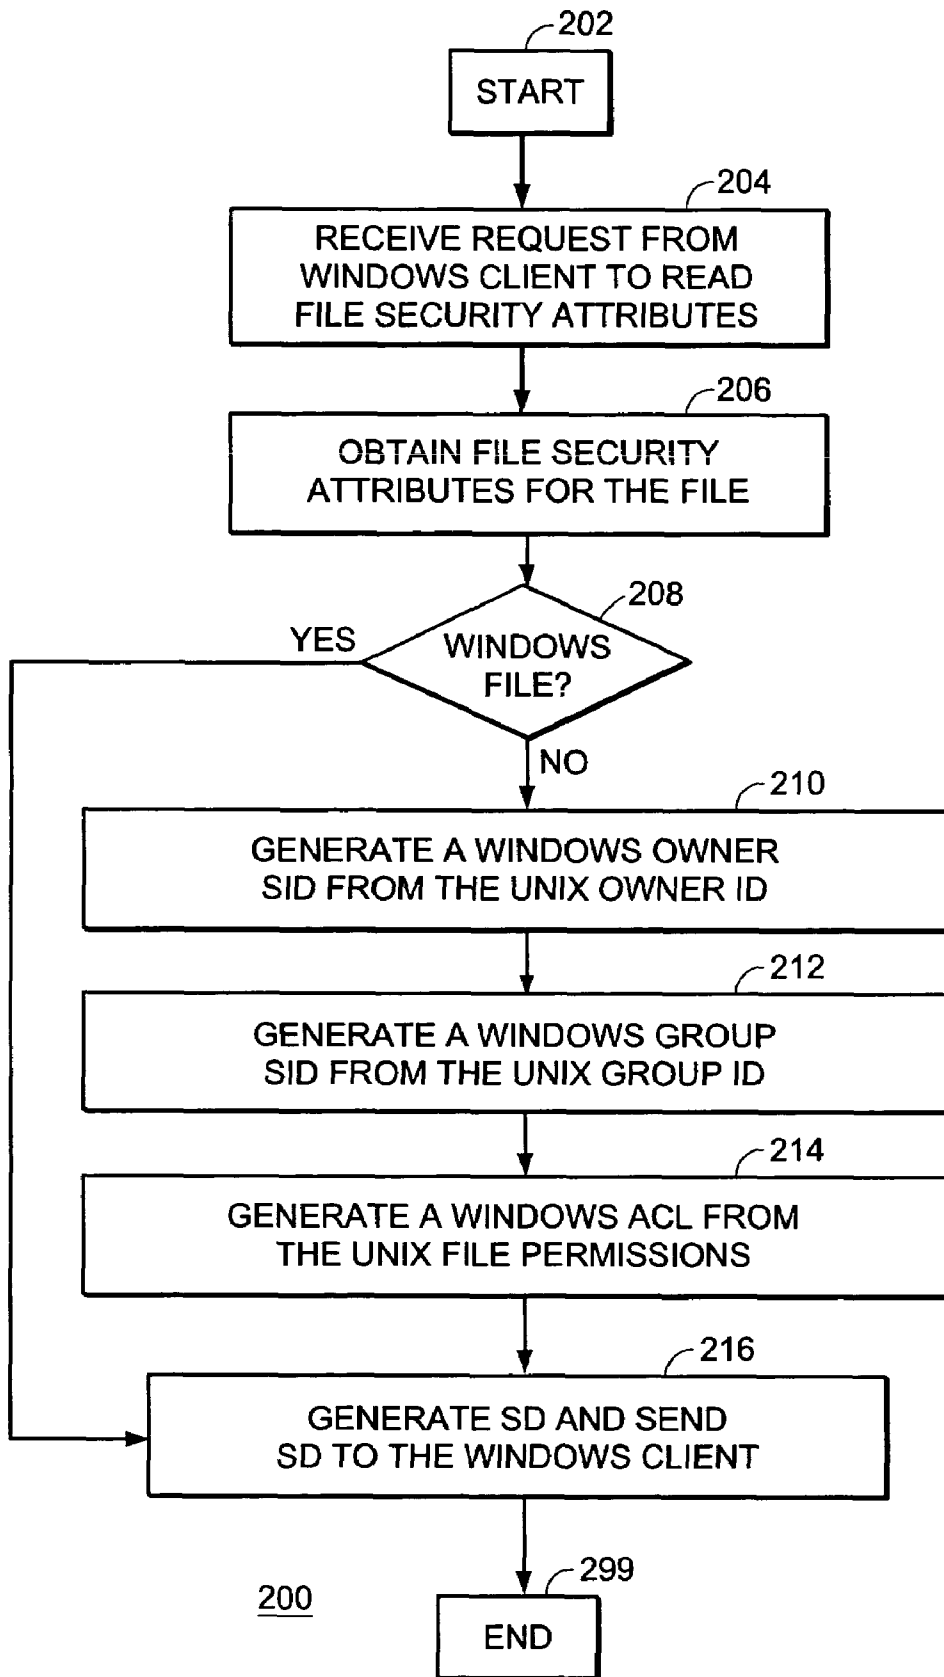 202
START
204
RECEIVE REQUEST FROM
WINDOWS CLIENT TO READ
FILE SECURITY ATTRIBUTES
206
OBTAIN FILE SECURITY
ATTRIBUTES FOR THE FILE
208
YES
WINDOWS
FILE?
NO
210
GENERATE A WINDOWS OWNER
SID FROM THE UNIX OWNER ID
212
GENERATE A WINDOWS GROUP
SID FROM THE UNIX GROUP ID
214
GENERATE A WINDOWS ACL FROM
THE UNIX FILE PERMISSIONS
216
GENERATE SD AND SEND
SD TO THE WINDOWS CLIENT
299
200
END